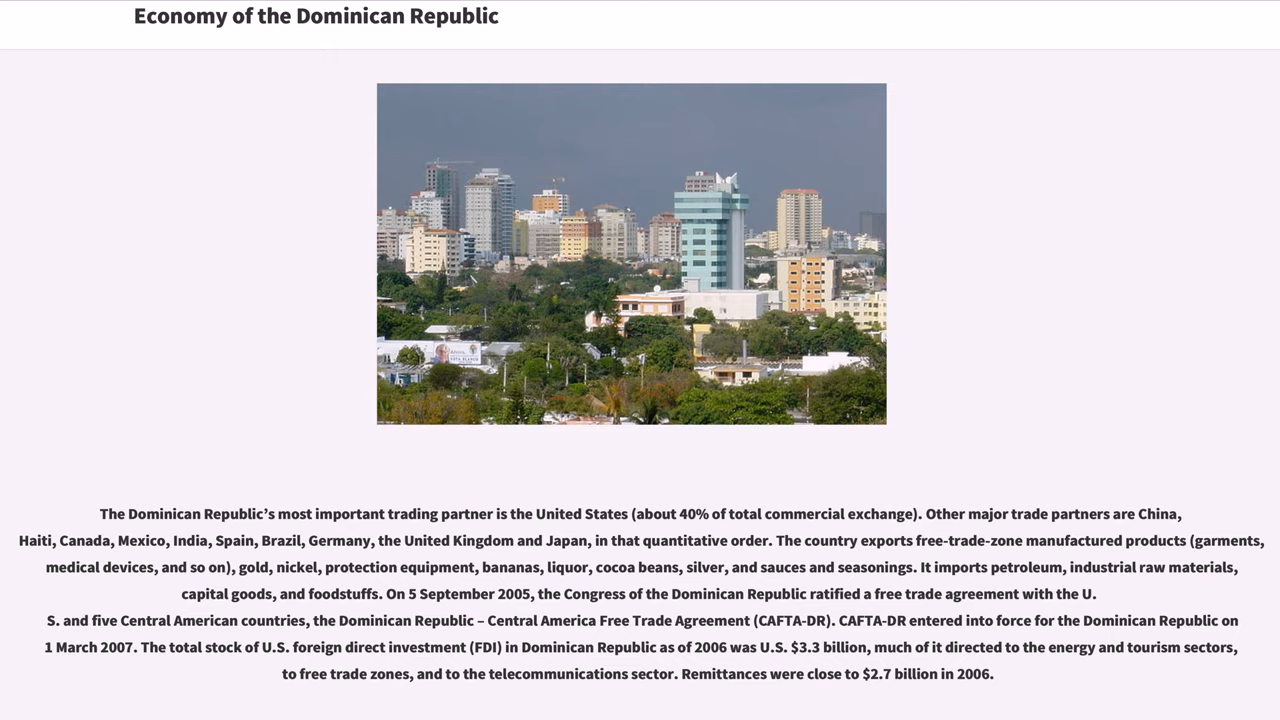 Economy of the Dominican Republic
The Dominican Republic’s most important trading partner is the United States (about 40% of total commercial exchange). Other major trade partners are China,
Haiti, Canada, Mexico, India, Spain, Brazil, Germany, the United Kingdom and Japan, in that quantitative order. The country exports free-trade-zone manufactured products (garments,
medical devices, and so on), gold, nickel, protection equipment, bananas, liquor, cocoa beans, silver, and sauces and seasonings. It imports petroleum, industrial raw materials,
capital goods, and foodstuffs. On 5 September 2005, the Congress of the Dominican Republic ratified a free trade agreement with the U.
S. and five Central American countries, the Dominican Republic – Central America Free Trade Agreement (CAFTA-DR). CAFTA-DR entered into force for the Dominican Republic on
1 March 2007. The total stock of U.S. foreign direct investment (FDI) in Dominican Republic as of 2006 was U.S. $3.3 billion, much of it directed to the energy and tourism sectors,
to free trade zones, and to the telecommunications sector. Remittances were close to $2.7 billion in 2006.